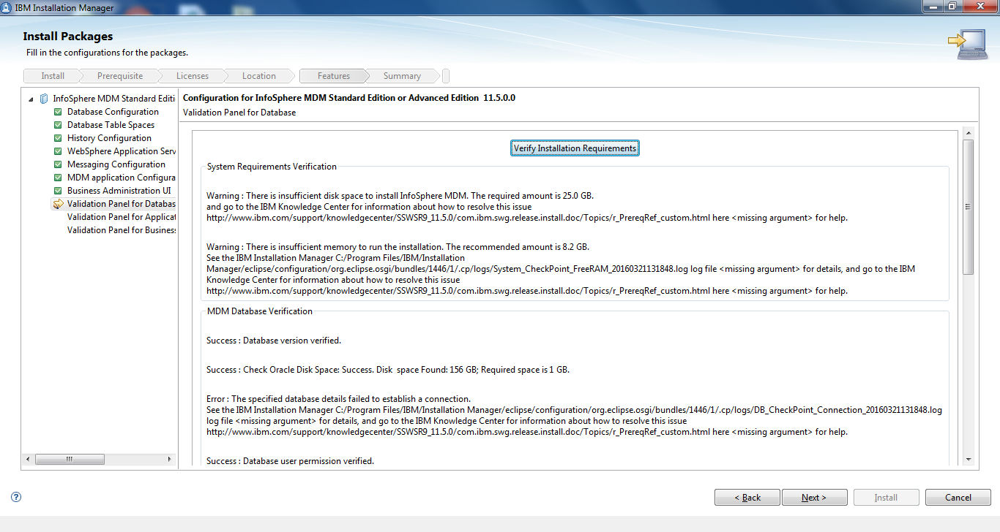 IBM Installation Manager
Install Packages
Fill in the configurations for the packages.
Install
Prerequisite
Licenses
Location
Features
Summary
InfoSphere MDM Standard Editi
Database Configuration
Database Table Spaces
History Configuration
WebSphere Application Serv
Messaging Configuration
MDM application Configura
Business Administration UI
Validation Panel for Databas
Validation Panel for Applicat
Validation Panel for Business
Configuration for InfoSphere MDM Standard Edition or Advanced Edition 11.5.0.0
Validation Panel for Database
Verify Installation Requirements
System Requirements Verification
Warning : There is insufficient disk space to install InfoSphere MDM. The required amount is 25.0 GB.
and go to the IBM Knowledge Center for information about how to resolve this issue
http://www.ibm.com/support/knowledgecenter/SSWSR9_11.5.0/com.ibm.swg.release.install.doc/Topics/r_PrereqRef_custom.html here <missing argument> for help.
Warning : There is insufficient memory to run the installation. The recommended amount is 8.2 GB.
See the IBM Installation Manager C:/Program Files/IBM/Installation
Manager/eclipse/configuration/org.eclipse.osgi/bundles/1446/1/.cp/logs/System_CheckPoint_FreeRAM_20160321131848.log log file <missing argument> for details, and go to the IBM
Knowledge Center for information about how to resolve this issue
http://www.ibm.com/support/knowledgecenter/SSWSR9_11.5.0/com.ibm.swg.release.install.doc/Topics/r_PrereqRef_custom.html here <missing argument> for help.
MDM Database Verification
Success : Database version verified.
Success : Check Oracle Disk Space: Success. Disk  space Found: 156 GB; Required space is 1 GB.
Error : The specified database details failed to establish a connection.
See the IBM Installation Manager C:/Program Files/IBM/Installation Manager/eclipse/configuration/org.eclipse.osgi/bundles/1446/1/.cp/logs/DB_CheckPoint_Connection_20160321131848.log
log file <missing argument> for details, and go to the IBM Knowledge Center for information about how to resolve this issue
http://www.ibm.com/support/knowledgecenter/SSWSR9_11.5.0/com.ibm.swg.release.install.doc/Topics/r_PrereqRef_custom.html here <missing argument> for help.
Success : Database user permission verified.
?
< Back
Next >
Install
Cancel